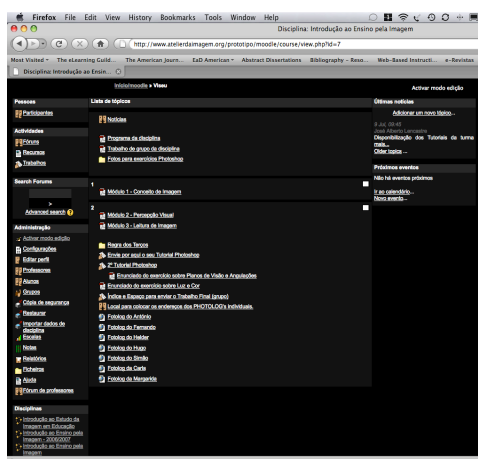 Firefox File Edit View History Bookmarks Tools Window Help
Disciplina: Introdução ao Ensino pela Imagem
http://www.atelierdaimagem.org/prototipo/moodle/course/view.php?id=7
Most Visited The eLearning Guild... The American Journ... EaD American Abstract Dissertations Bibliography - Reso... Web-Based Instructi... e-Revistas
Disciplina: Introdução ao Ensin...
Início/moodle » Viseu
Activar modo edição
Pessoas
Participantes
Actividades
Fóruns
Recursos
Trabalhos
Search Forums
>
Advanced search
Administração
Activar modo edição
Configurações
Editar perfil
Professores
Alunos
Grupos
Cópia de segurança
Restaurar
Importar dados de
disciplina
Escalas
Notas
Relatórios
Ficheiros
Ajuda
Fórum de professores
Disciplinas
Introdução ao Estudo da
Imagem em Educação
Introdução ao Ensino pela
Imagem - 2006/2007
Introdução ao Ensino pela
Imagem
Lista de tópicos
Notícias
Programa da disciplina
Trabalho de grupo da disciplina
Fotos para exercícios Photoshop
1
Módulo 1 - Conceito de Imagem
2
Módulo 2 - Percepção Visual
Módulo 3 - Leitura de Imagem
Regra dos Terços
Envie por aqui o seu Tutorial Photoshop
2º Tutorial Photoshop
Enunciado do exercício sobre Planos de Visão e Angulações
Enunciado do exercício sobre Luz e Cor
Índice e Espaço para enviar o Trabalho Final (grupo)
Local para colocar os endereços dos PHOTOLOG's individuais.
Fotolog do António
Fotolog do Fernando
Fotolog do Helder
Fotolog do Hugo
Fotolog do Simão
Fotolog da Carla
Fotolog da Margarida
Últimas notícias
Adicionar um novo tópico...
8 Jul, 09:45
José Alberto Lencastre
Disponibilização dos Tutoriais da turma
mais...
Older topics ...
Próximos eventos
Não há eventos próximos
Ir ao calendário...
Novo evento...